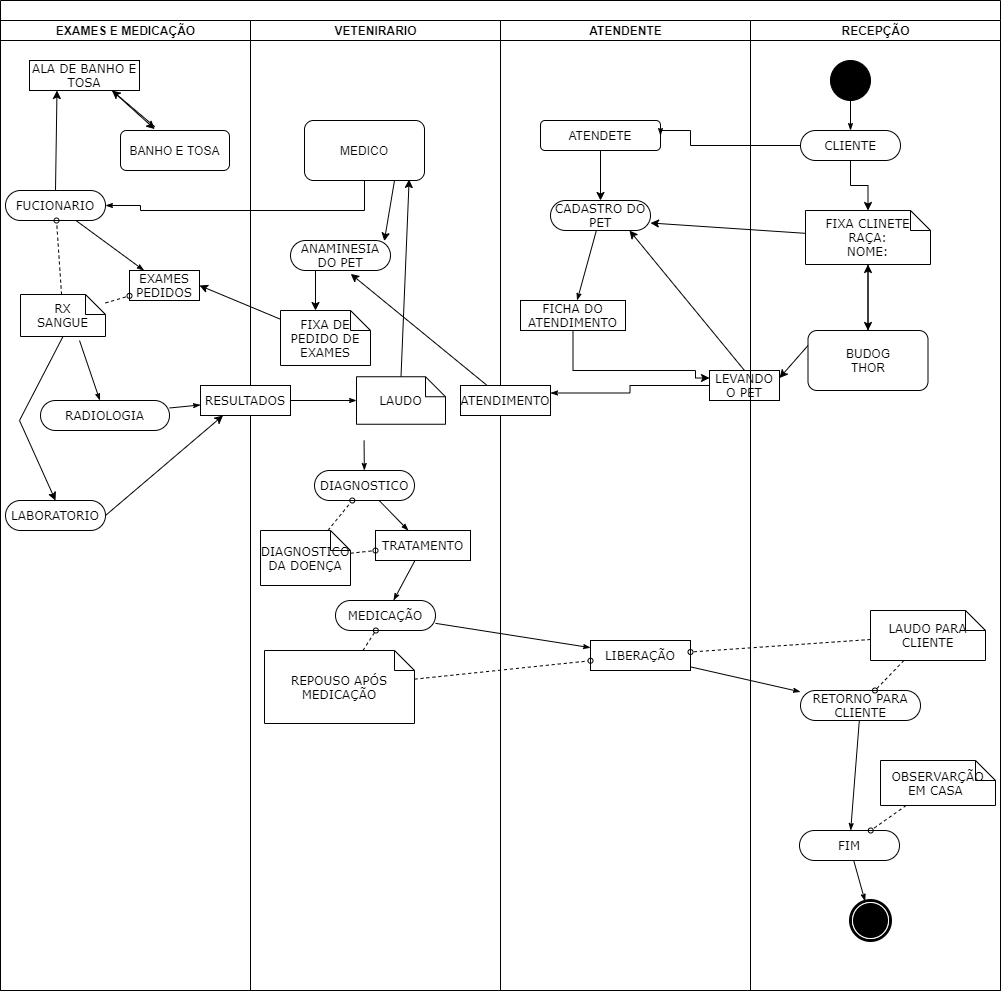 EXAMES E MEDICAÇÃO
VETENIRARIO
ATENDENTE
RECEPÇÃO
ALA DE BANHO E
TOSA
BANHO E TOSA
FUCIONARIO
EXAMES
PEDIDOS
RX
SANGUE
RADIOLOGIA
LABORATORIO
RESULTADOS
MEDICO
ANAMINESIA
DO PET
FIXA DE
PEDIDO DE
EXAMES
LAUDO
DIAGNOSTICO
DIAGNOSTICO
DA DOENÇA
TRATAMENTO
MEDICAÇÃO
REPOUSO APÓS
MEDICAÇÃO
ATENDETE
CADASTRO DO
PET
FICHA DO
ATENDIMENTO
ATENDIMENTO
LEVANDO
O PET
LIBERAÇÃO
CLIENTE
FIXA CLINETE
RAÇA:
NOME:
BUDOG
THOR
LAUDO PARA
CLIENTE
RETORNO PARA
CLIENTE
OBSERVARÇÃO
EM CASA
FIM